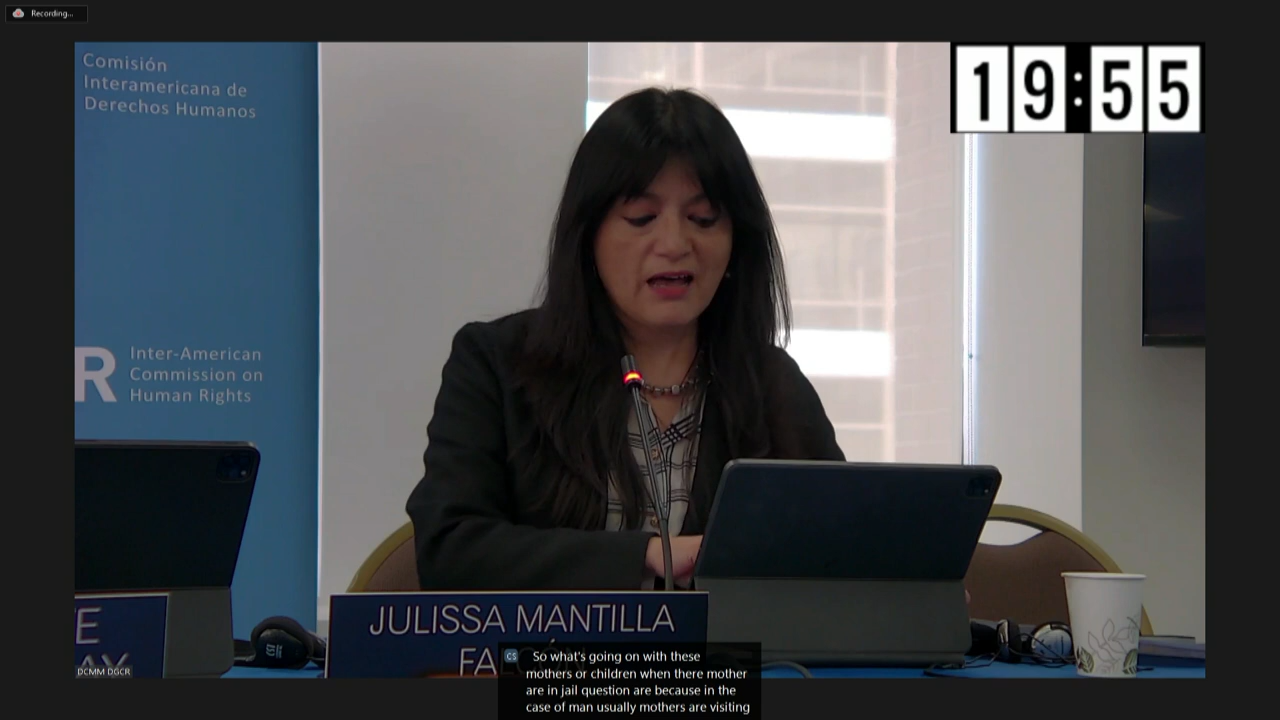 Recording...
Comisión
Interamericana de
Derechos Humanos
19:55
R
Inter-American
Commission on
Human Rights
E
JULISSA MANTILLA
DCMM DGCR
CS
So what's going on with these
mothers or children when there mother
are in jail question are because in the
case of man usually mothers are visiting